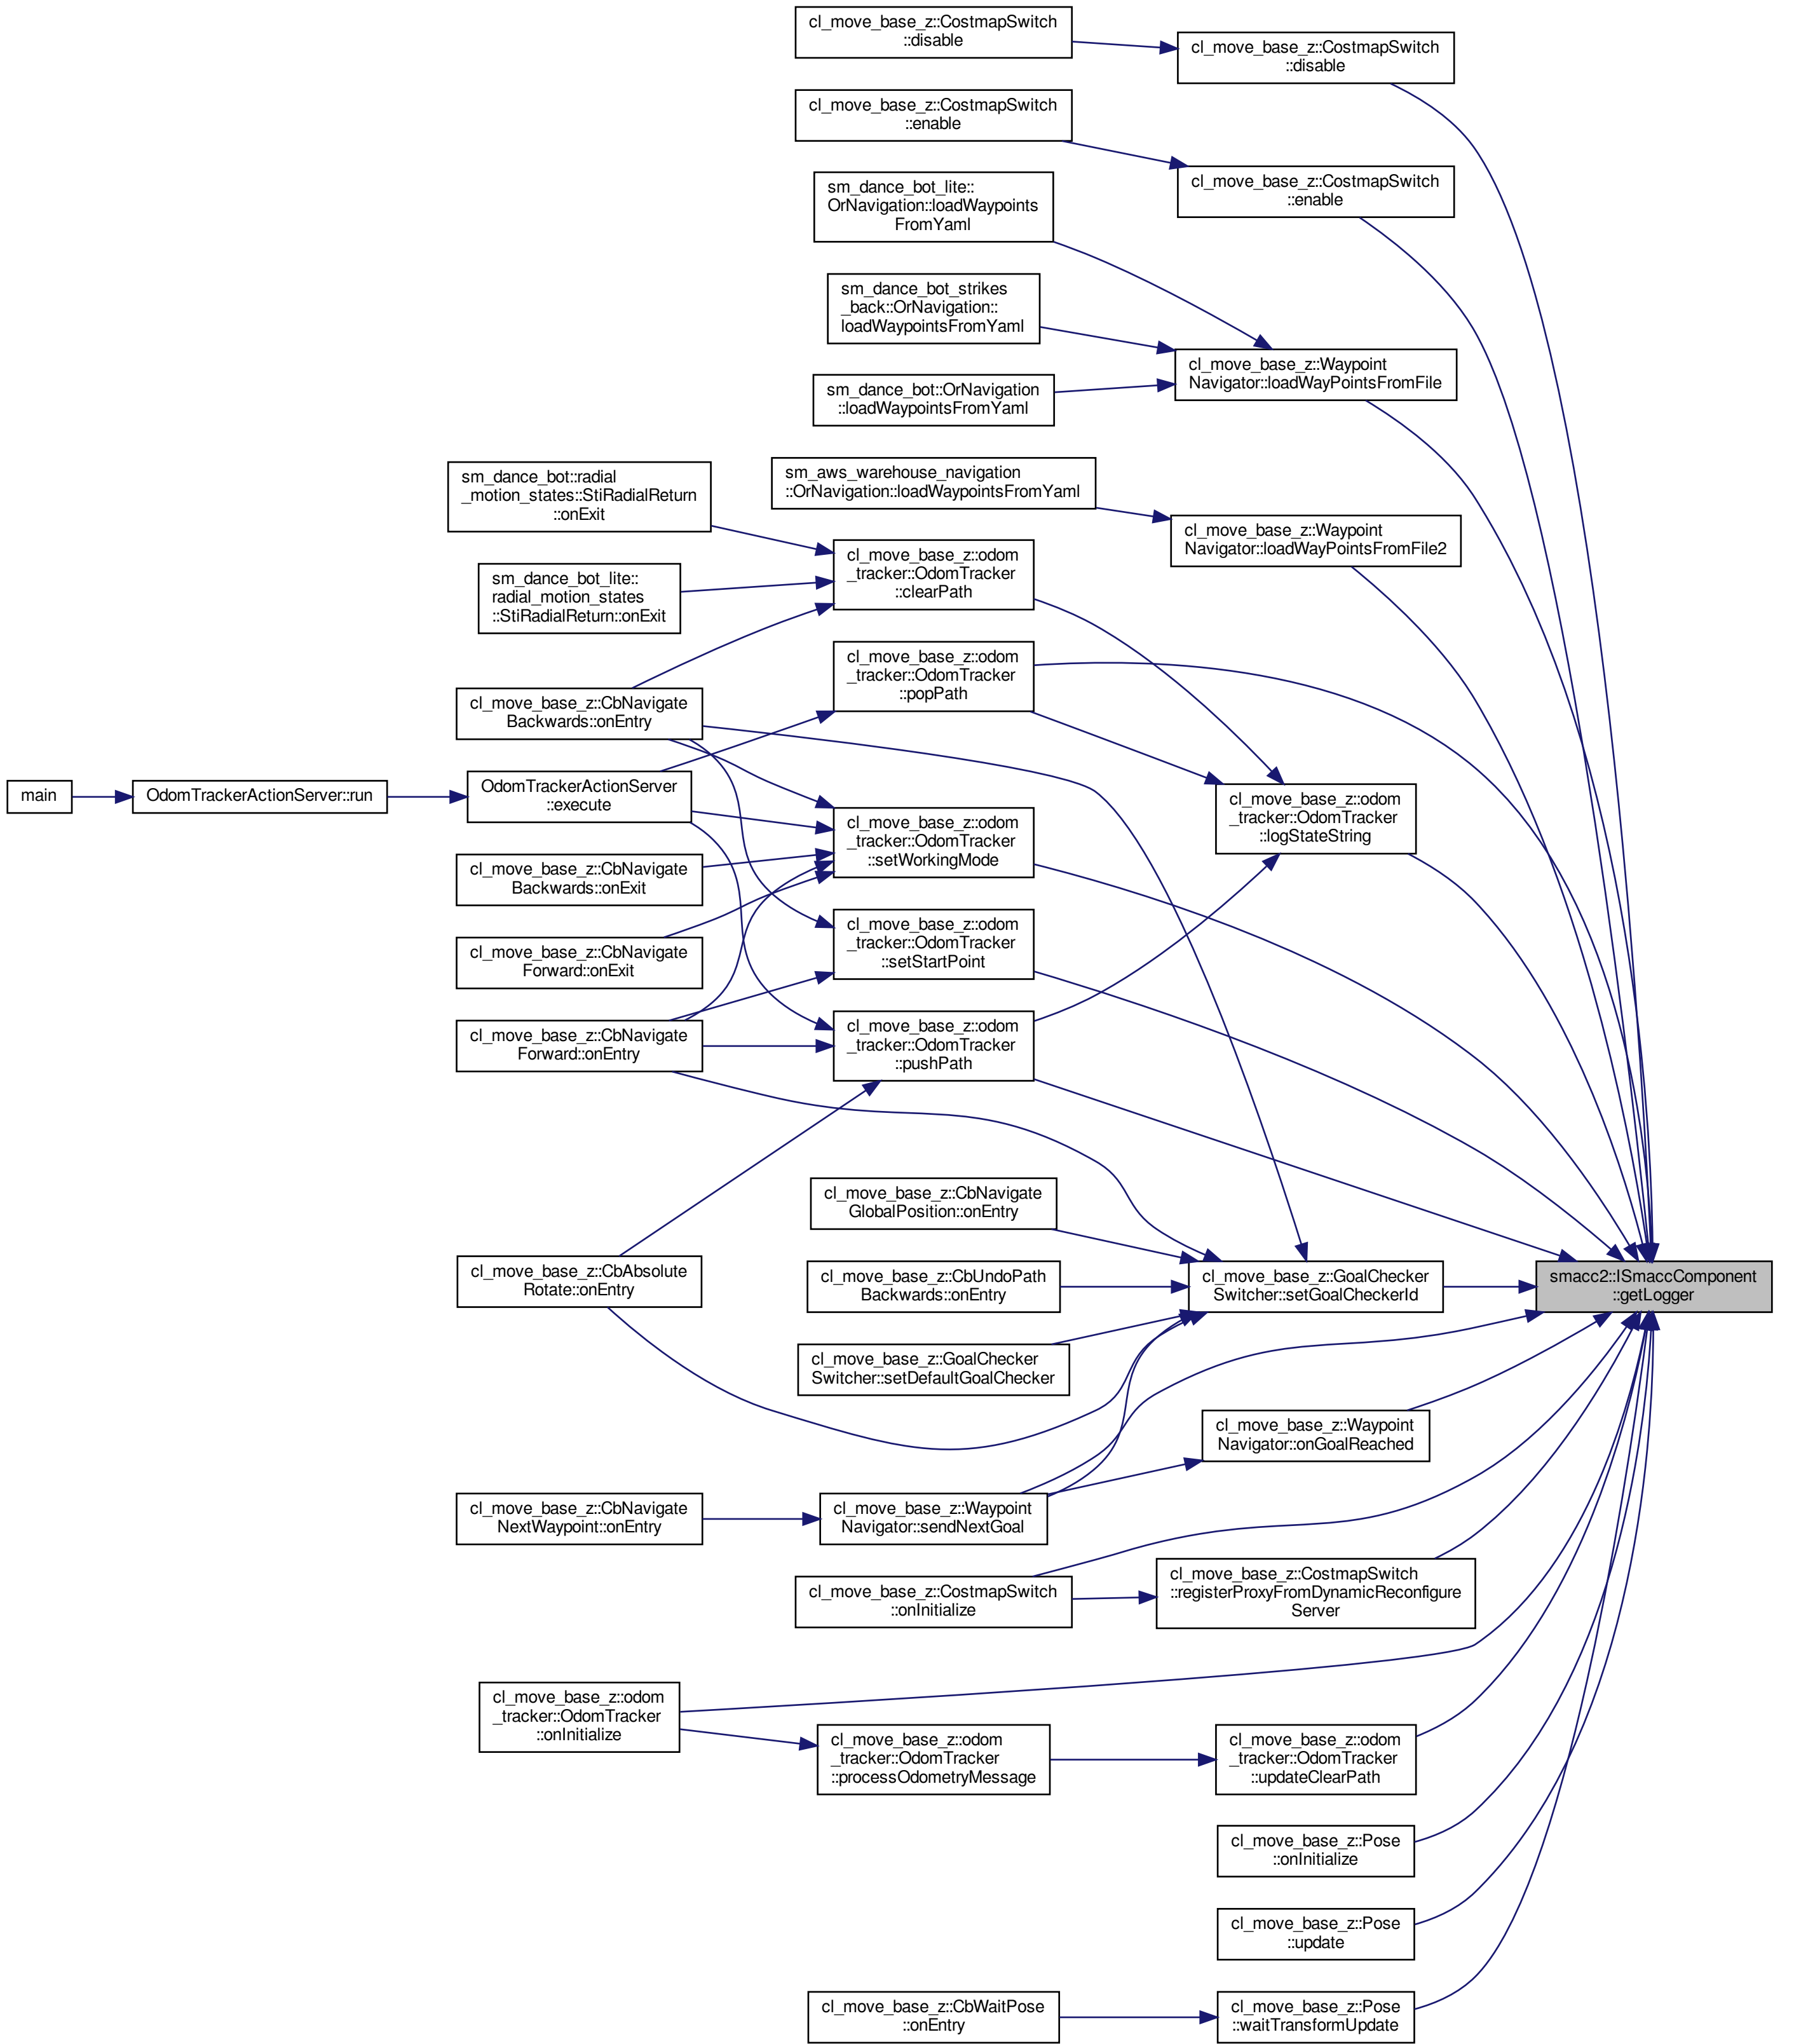 cl_move_base_z::CostmapSwitch
::disable
cl_move_base_z::CostmapSwitch
::disable
cl_move_base_z::CostmapSwitch
::enable
cl_move_base_z::CostmapSwitch
::enable
sm_dance_bot_lite::
OrNavigation::loadWaypoints
FromYaml
sm_dance_bot_strikes
_back::OrNavigation::
loadWaypointsFromYaml
cl_move_base_z::Waypoint
Navigator::loadWayPointsFromFile
sm_dance_bot::OrNavigation
::loadWaypointsFromYaml
sm_aws_warehouse_navigation
::OrNavigation::loadWaypointsFromYaml
cl_move_base_z::Waypoint
Navigator::loadWayPointsFromFile2
sm_dance_bot::radial
_motion_states::StiRadialReturn
::onExit
cl_move_base_z::odom
_tracker::OdomTracker
::clearPath
sm_dance_bot_lite::
radial_motion_states
::StiRadialReturn::onExit
cl_move_base_z::odom
_tracker::OdomTracker
::popPath
cl_move_base_z::CbNavigate
Backwards::onEntry
main
OdomTrackerActionServer::run
OdomTrackerActionServer
::execute
cl_move_base_z::odom
_tracker::OdomTracker
::setWorkingMode
cl_move_base_z::odom
_tracker::OdomTracker
::logStateString
cl_move_base_z::CbNavigate
Backwards::onExit
cl_move_base_z::odom
_tracker::OdomTracker
::setStartPoint
cl_move_base_z::CbNavigate
Forward::onExit
cl_move_base_z::CbNavigate
Forward::onEntry
cl_move_base_z::odom
_tracker::OdomTracker
::pushPath
cl_move_base_z::CbNavigate
GlobalPosition::onEntry
cl_move_base_z::CbAbsolute
Rotate::onEntry
cl_move_base_z::CbUndoPath
Backwards::onEntry
cl_move_base_z::GoalChecker
Switcher::setGoalCheckerId
smacc2::ISmaccComponent
::getLogger
cl_move_base_z::GoalChecker
Switcher::setDefaultGoalChecker
cl_move_base_z::Waypoint
Navigator::onGoalReached
cl_move_base_z::CbNavigate
NextWaypoint::onEntry
cl_move_base_z::Waypoint
Navigator::sendNextGoal
cl_move_base_z::CostmapSwitch
::onInitialize
cl_move_base_z::CostmapSwitch
::registerProxyFromDynamicReconfigure
Server
cl_move_base_z::odom
_tracker::OdomTracker
::onInitialize
cl_move_base_z::odom
_tracker::OdomTracker
::processOdometryMessage
cl_move_base_z::odom
_tracker::OdomTracker
::updateClearPath
cl_move_base_z::Pose
::onInitialize
cl_move_base_z::Pose
::update
cl_move_base_z::CbWaitPose
::onEntry
cl_move_base_z::Pose
::waitTransformUpdate